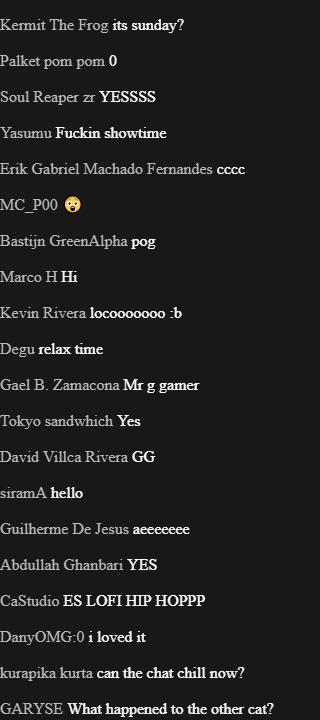 Kermit The Frog its sunday?
Palket pom pom 0
Soul Reaper zr YESSSS
Yasumu Fuckin showtime
Erik Gabriel Machado Fernandes cccc
MC_P00 😲
Bastijn GreenAlpha pog
Marco H Hi
Kevin Rivera locooooooo :b
Degu relax time
Gael B. Zamacona Mr g gamer
Tokyo sandwhich Yes
David Villca Rivera GG
siramA hello
Guilherme De Jesus aeeeeeee
Abdullah Ghanbari YES
CaStudio ES LOFI HIP HOPPP
DanyOMG:0 i loved it
kurapika kurta can the chat chill now?
GARYSE What happened to the other cat?